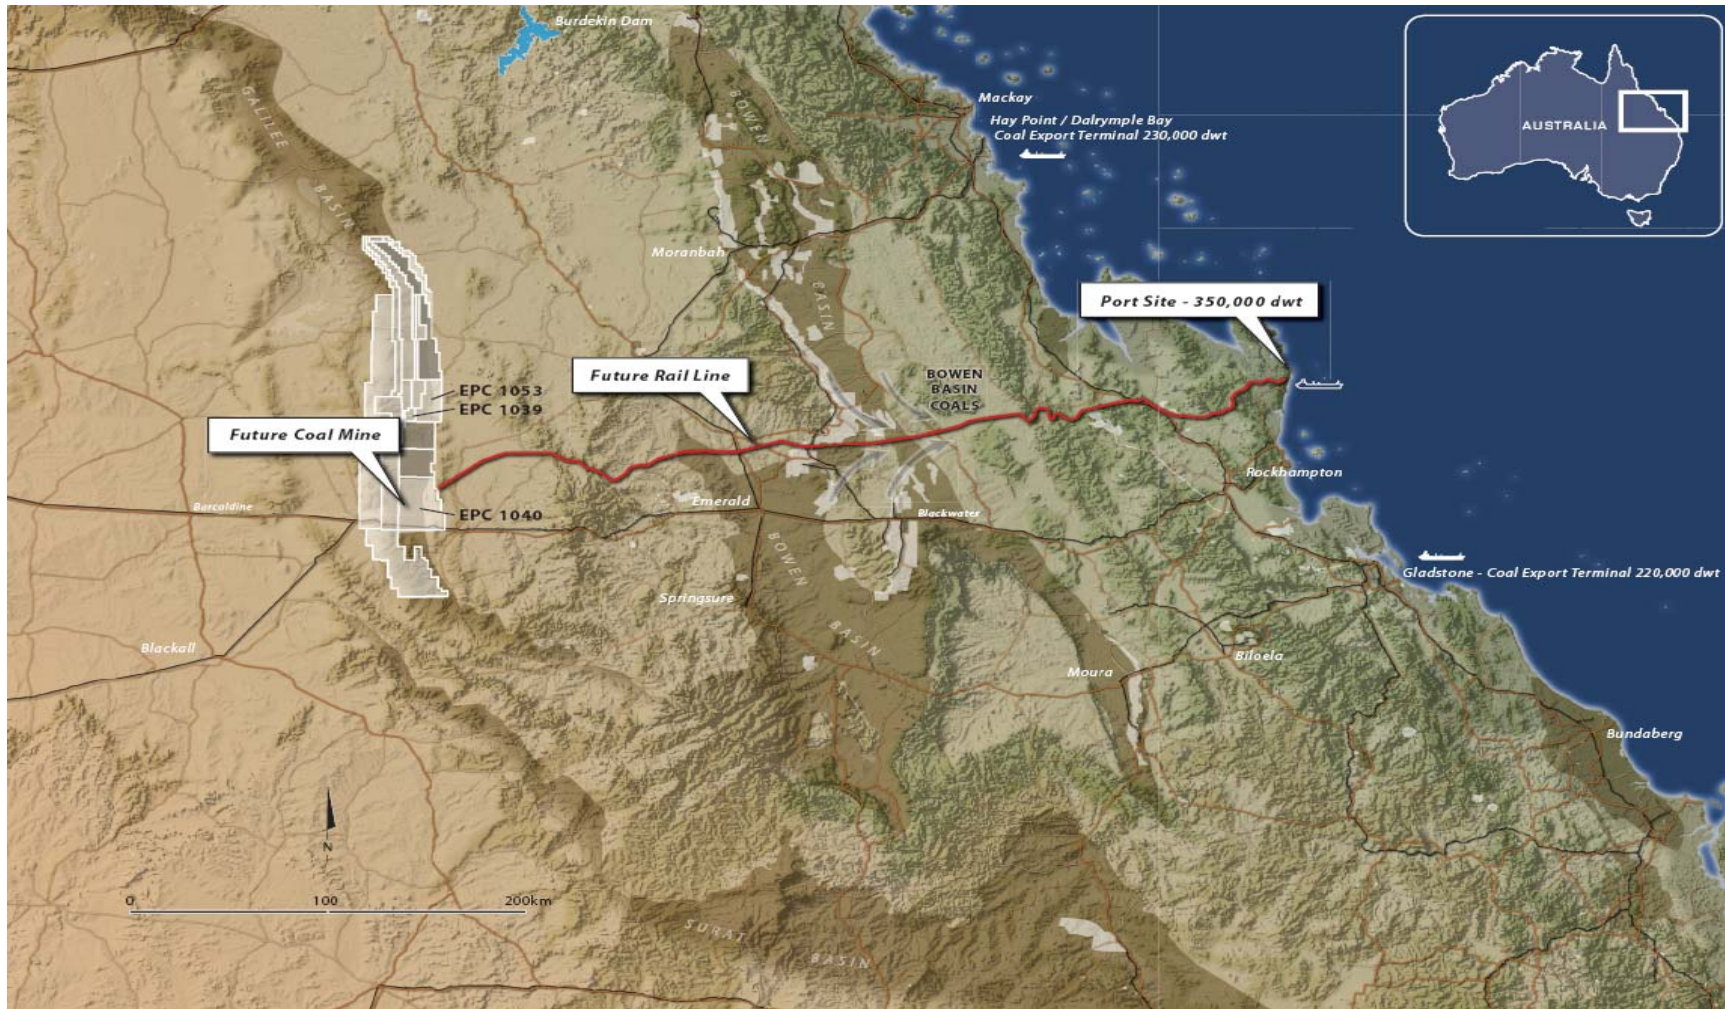 Burdekin Dam
GALILEE
BASIN
BOWEN
BASIN
Mackay
Hay Point / Dalrymple Bay
Coal Export Terminal 230,000 dwt
AUSTRALIA
Moranbah
Port Site - 350,000 dwt
Future Rail Line
BOWEN
BASIN
COALS
EPC 1053
EPC 1039
Future Coal Mine
Rockhampton
Emerald
Barcaldine
EPC 1040
Blackwater
BOWEN
BASIN
Gladstone - Coal Export Terminal 220,000 dwt
Springsure
Blackall
Moura
Biloela
Bundaberg
N
0 100 200km
SURAT
BASIN